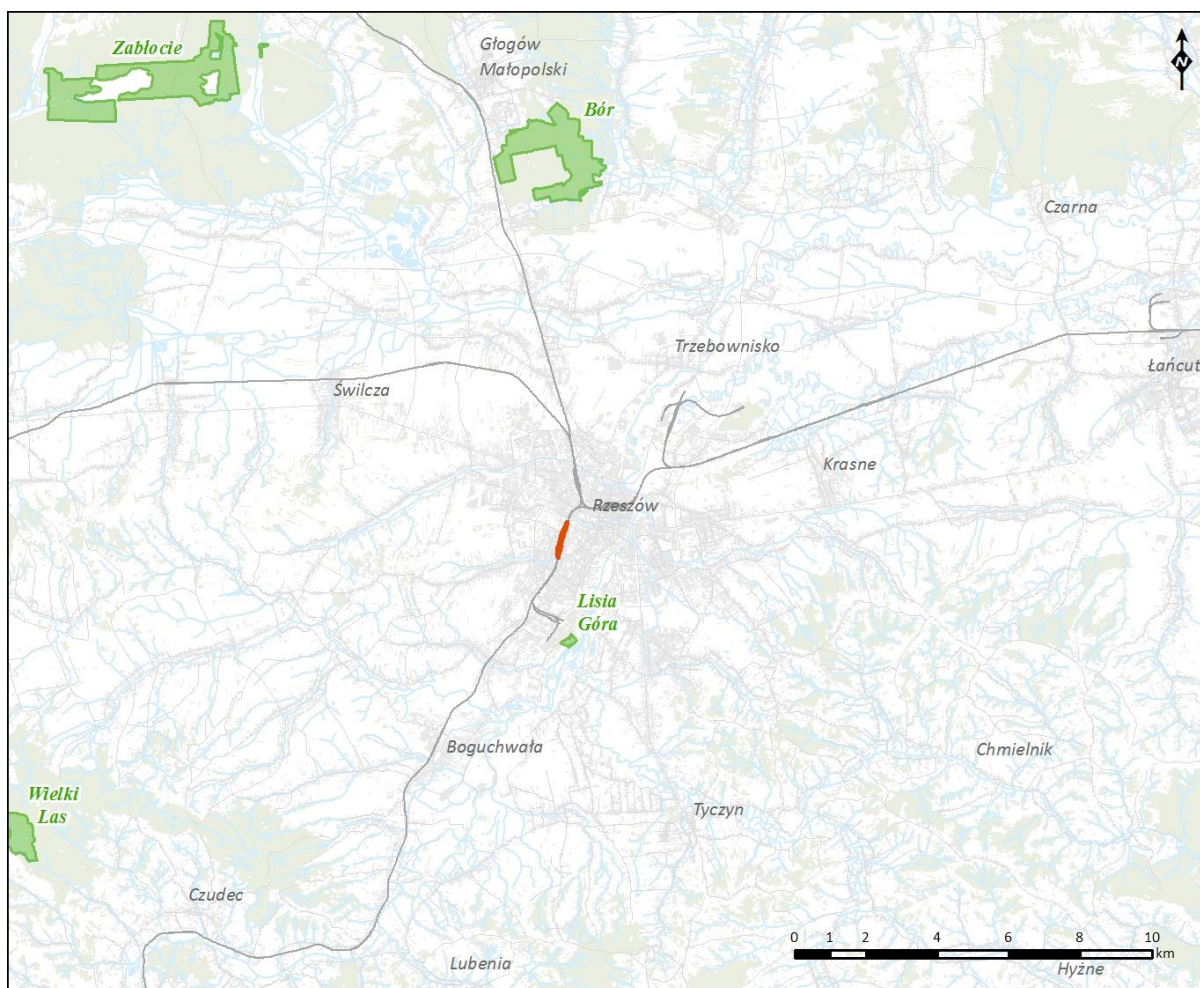 Zabłocie
Głogów
Małopolski
N
Bór
Czarna
Trzebownisko
Łańcut
Świlcza
Krasne
Rzeszów
Lisia
Góra
Boguchwała
Chmielnik
Wielki
Las
Tyczyn
Czudec
0 1 2 4 6 8 10
km
Lubenia
Hyżne